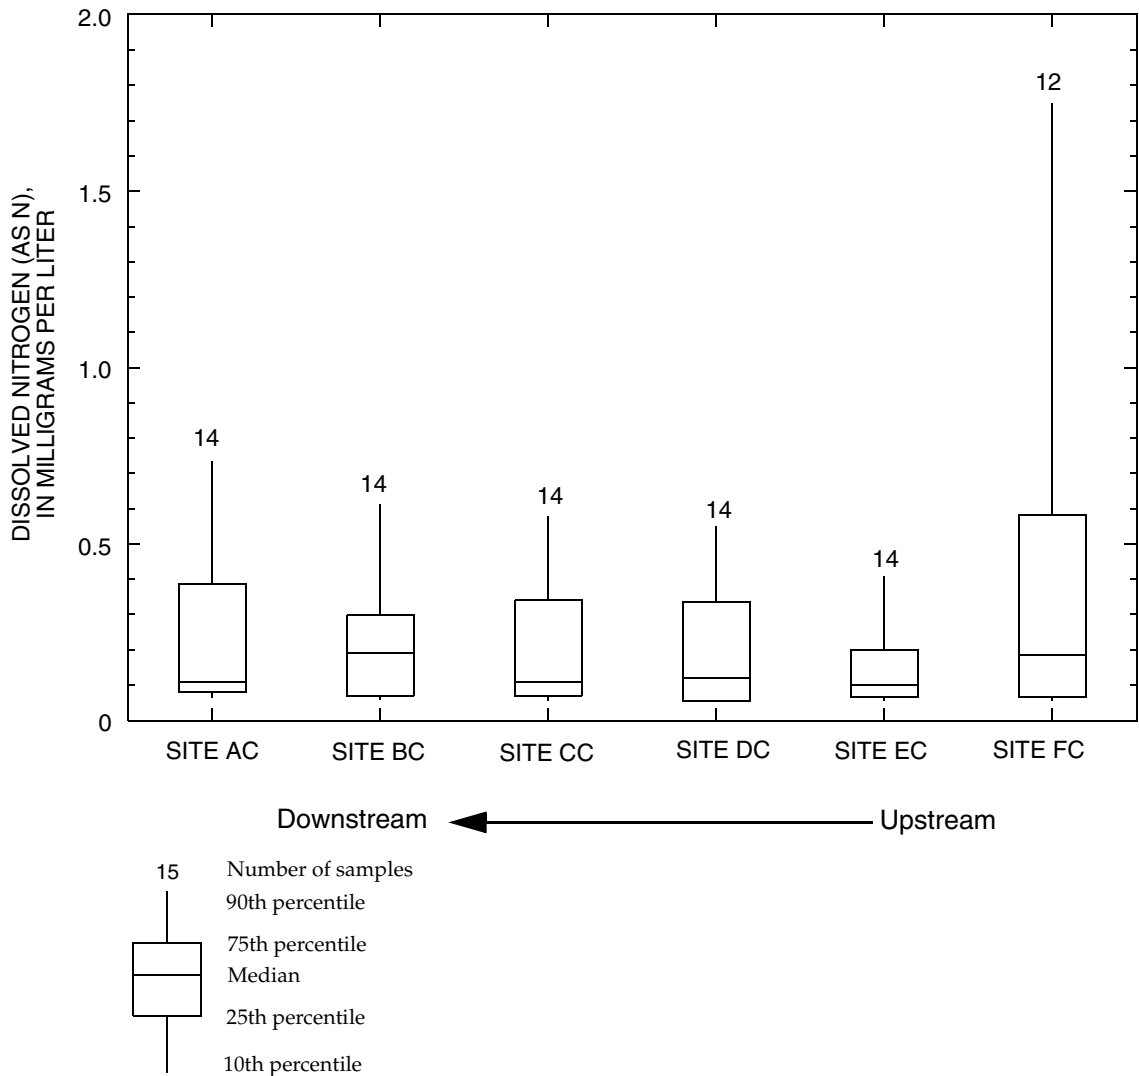 2.0
1.5
1.0
0.5
0
DISSOLVED NITROGEN (AS N),
IN MILLIGRAMS PER LITER
14
14
14
14
14
12
SITE AC
SITE BC
SITE CC
SITE DC
SITE EC
SITE FC
Downstream
Upstream
15
Number of samples
90th percentile
75th percentile
Median
25th percentile
10th percentile